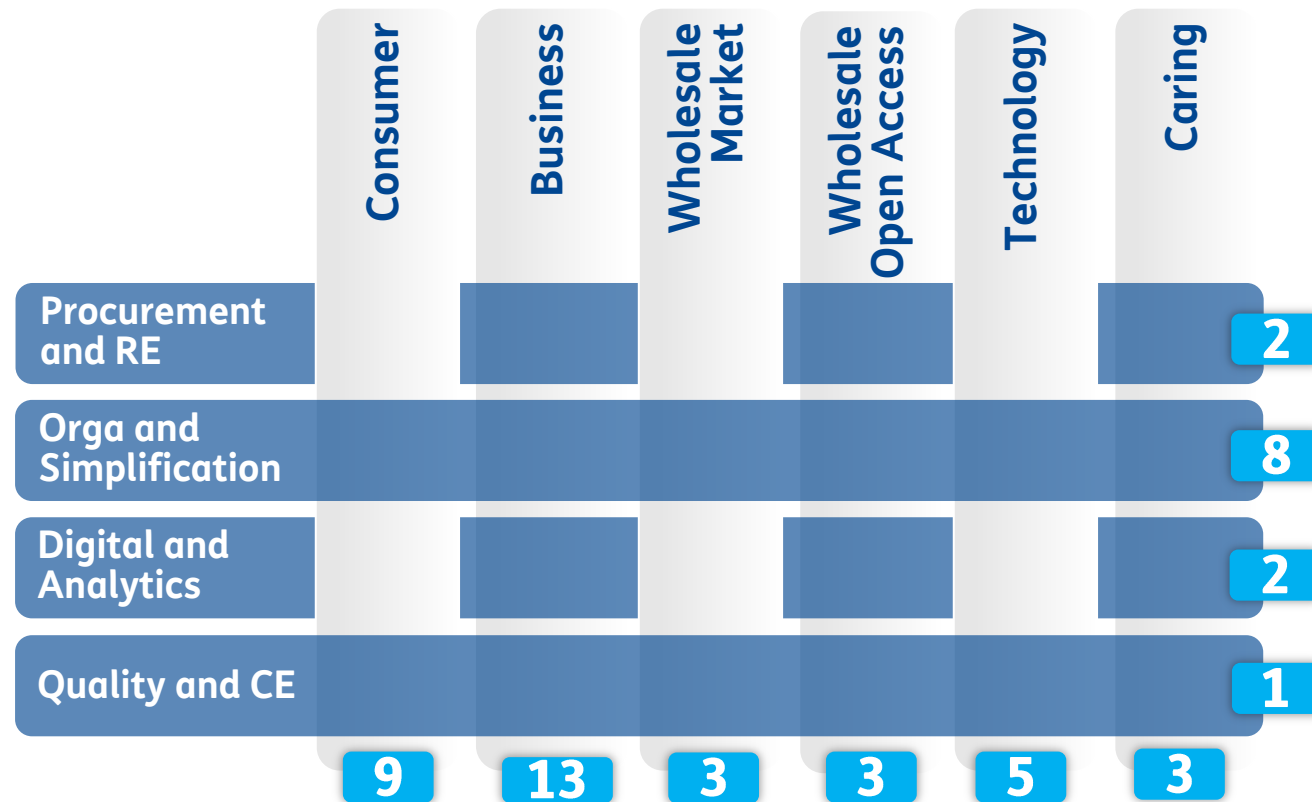 Consumer
Business
Wholesale
Market
Wholesale
Open Access
Technology
Caring
Procurement
and RE
2
Orga and
Simplification
8
Digital and
Analytics
2
Quality and CE
1
9
13
3
3
5
3